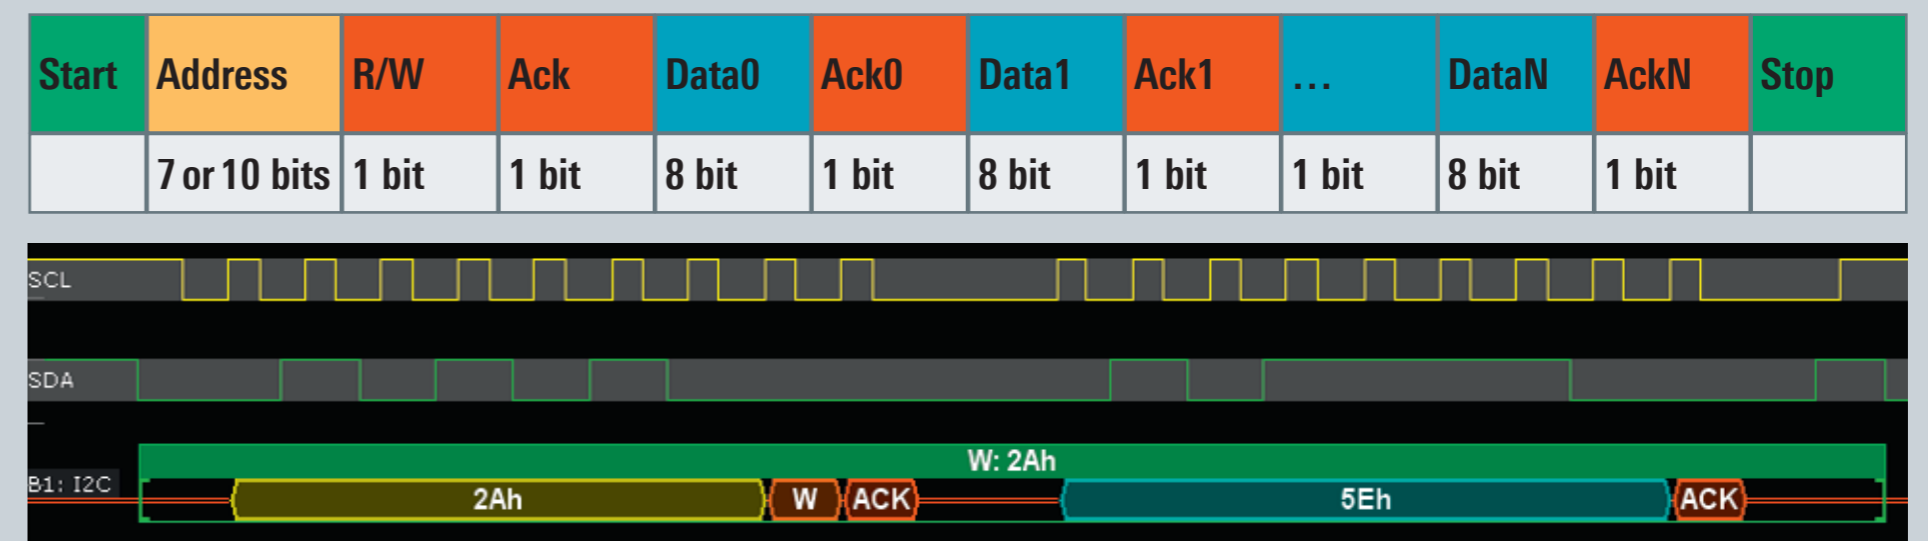 Start Address R/W Ack Data0 Ack0 Data1 Ack1 ... DataN AckN Stop
7 or 10 bits 1 bit 1 bit 8 bit 1 bit 8 bit 1 bit 1 bit 8 bit 1 bit
SCL
SDA
W: 2Ah
B1: I2C 2Ah W ACK 5Eh ACK